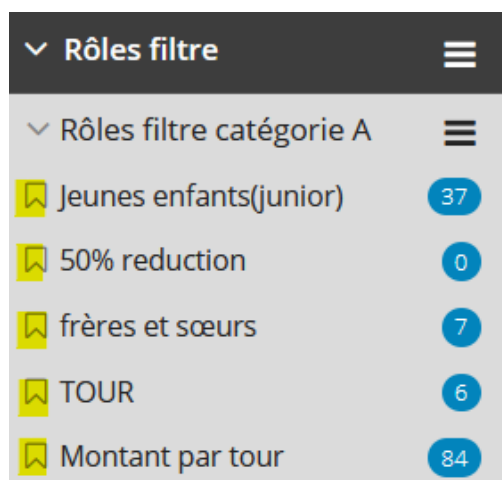 Rôles filtre
Rôles filtre catégorie A
Jeunes enfants(junior) 37
50% reduction 0
frères et sœurs 7
TOUR 6
Montant par tour 84